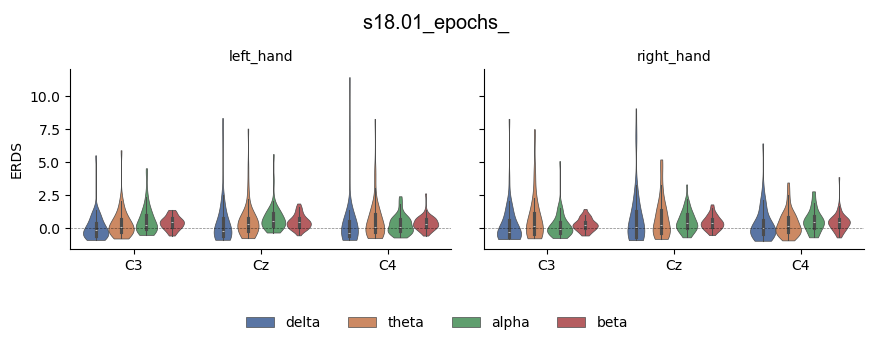 s18.01_epochs_
left_hand
right_hand
ERDS
10.0
7.5
5.0
2.5
0.0
C3
Cz
C4
C3
Cz
C4
delta
theta
alpha
beta